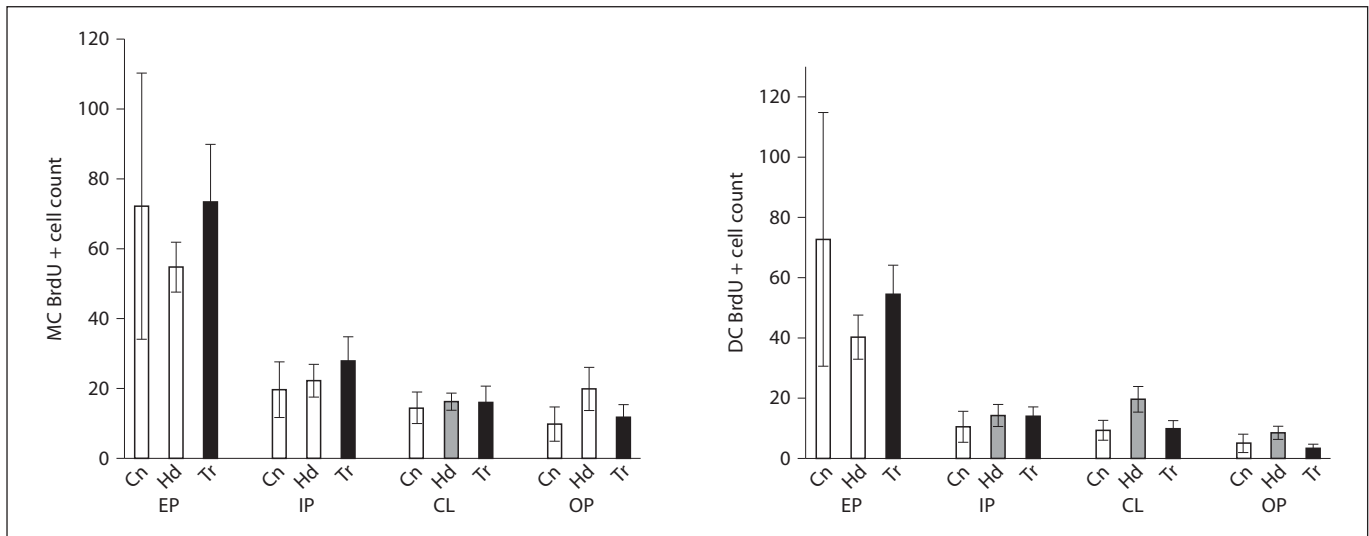 120
100
80
60
40
20
0
MC BrdU + cell count
Cn Hd Tr Cn Hd Tr Cn Hd Tr Cn Hd Tr
EP IP CL OP
120
100
80
60
40
20
0
DC BrdU + cell count
Cn Hd Tr Cn Hd Tr Cn Hd Tr Cn Hd Tr
EP IP CL OP